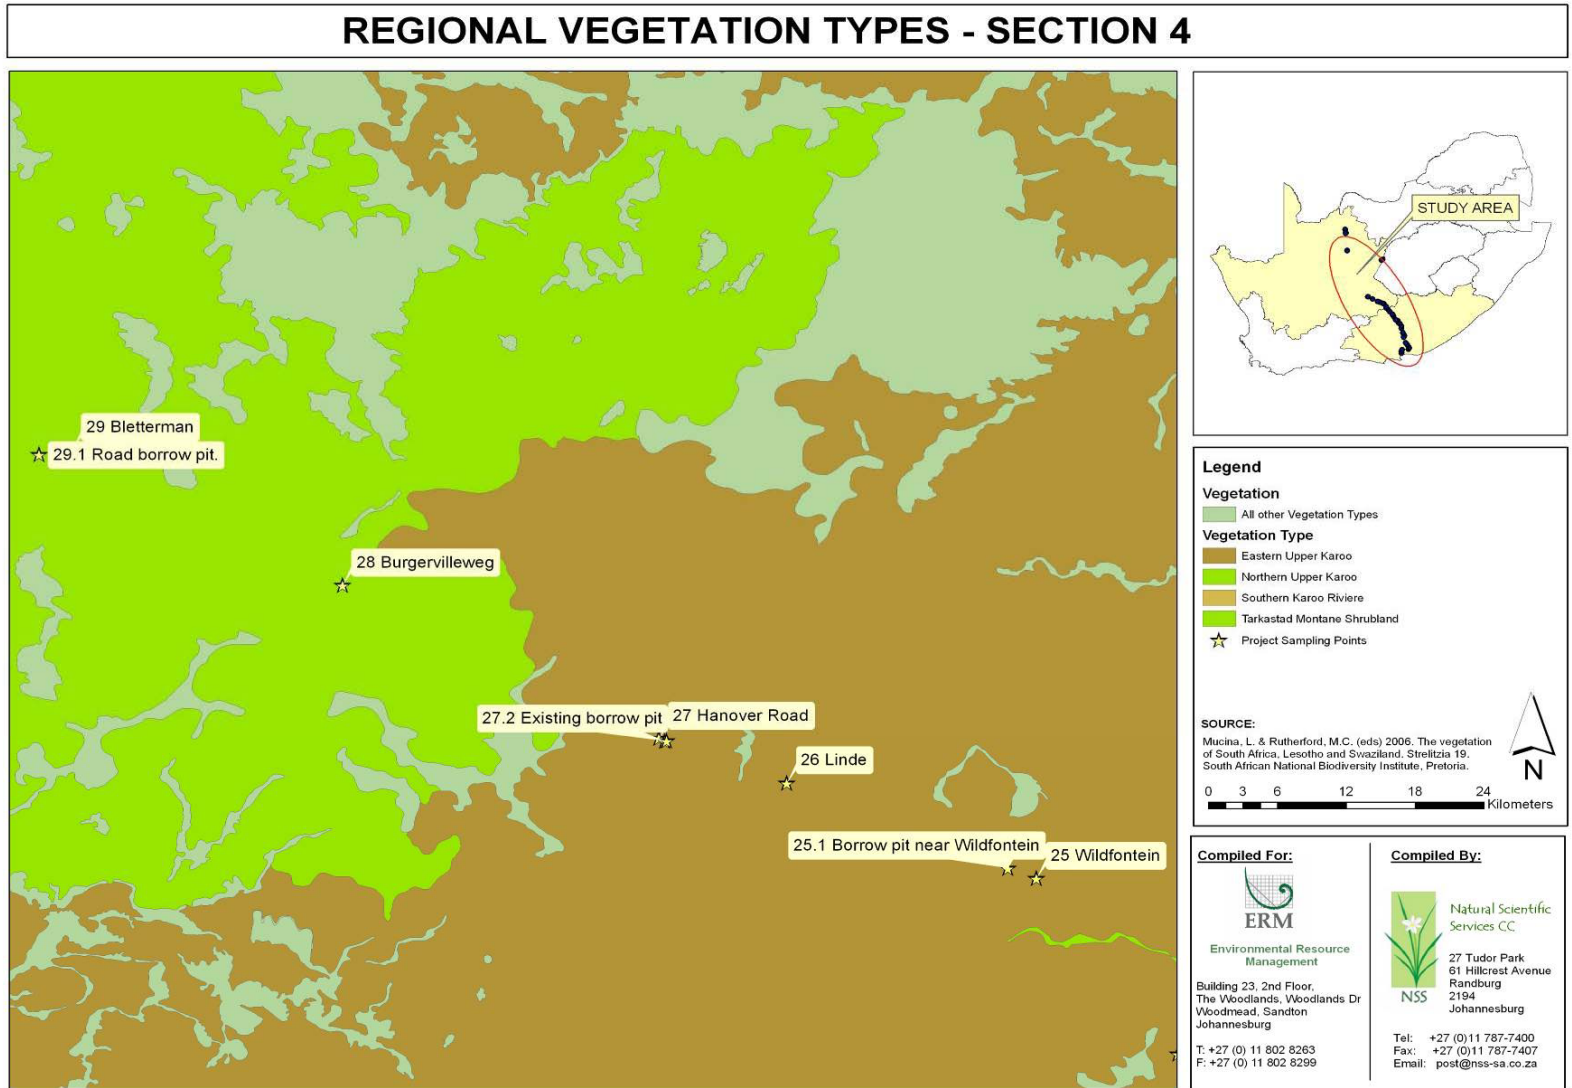 REGIONAL VEGETATION TYPES - SECTION 4
29 Bletterman
29.1 Road borrow pit.
28 Burgervilleweg
27.2 Existing borrow pit
27 Hanover Road
26 Linde
25.1 Borrow pit near Wildfontein
25 Wildfontein
STUDY AREA
Legend
Vegetation
All other Vegetation Types
Vegetation Type
Eastern Upper Karoo
Northern Upper Karoo
Southern Karoo Riviere
Tarkastad Montane Shrubland
Project Sampling Points
SOURCE:
Mucina, L. & Rutherford, M.C. (eds) 2006. The vegetation
of South Africa, Lesotho and Swaziland. Strelitzia 19.
South African National Biodiversity Institute, Pretoria.
N
0 3 6 12 18 24
Kilometers
Compiled For:
ERM
Environmental Resource
Management
Building 23, 2nd Floor,
The Woodlands, Woodlands Dr
Woodmead, Sandton
Johannesburg
T: +27 (0) 11 802 8263
F: +27 (0) 11 802 8299
Compiled By:
Natural Scientific
Services CC
NSS
27 Tudor Park
61 Hillcrest Avenue
Randburg
2194
Johannesburg
Tel: +27 (0)11 787-7400
Fax: +27 (0)11 787-7407
Email: post@nss-sa.co.za